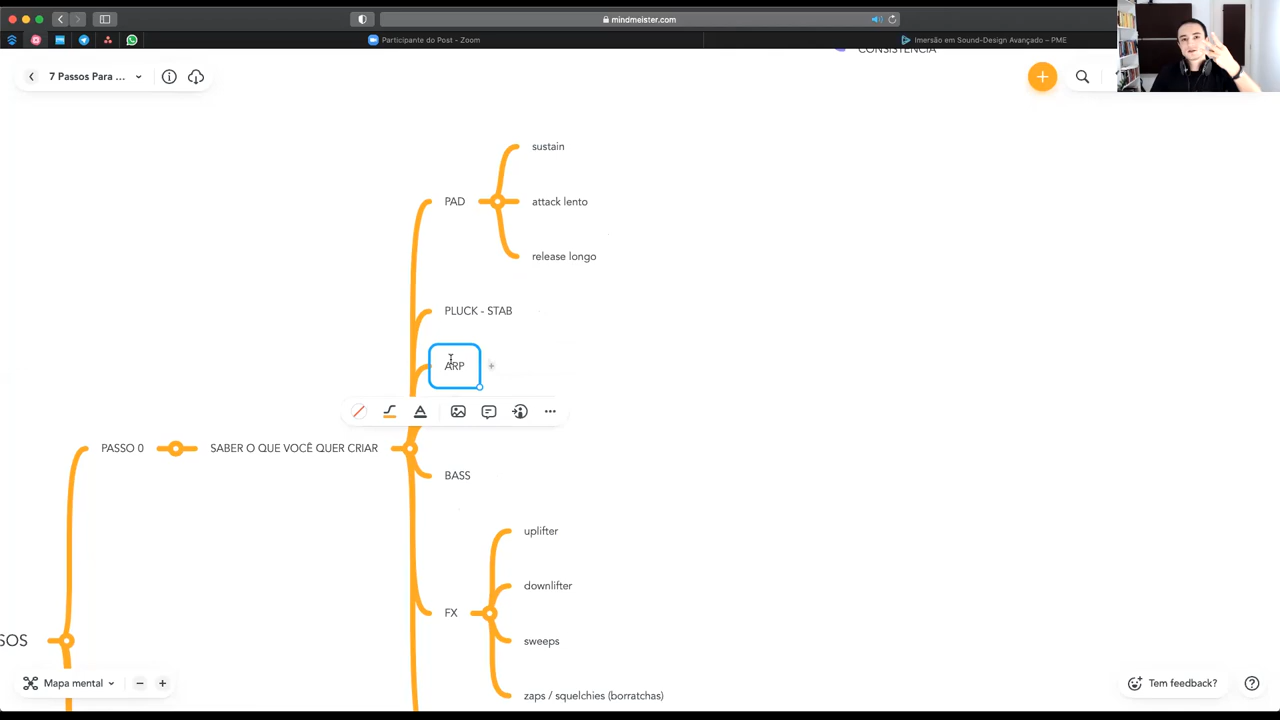 mindmeister.com
Participante do Post - Zoom
Imersão em Sound-Design Avançado – PME
CONSISTÊNCIA
7 Passos Para ...
sustain
PAD
attack lento
release longo
PLUCK - STAB
ARP
PASSO 0
SABER O QUE VOCÊ QUER CRIAR
BASS
uplifter
downlifter
FX
sweeps
SOS
Mapa mental
zaps / squelchies (borratchas)
Tem feedback?